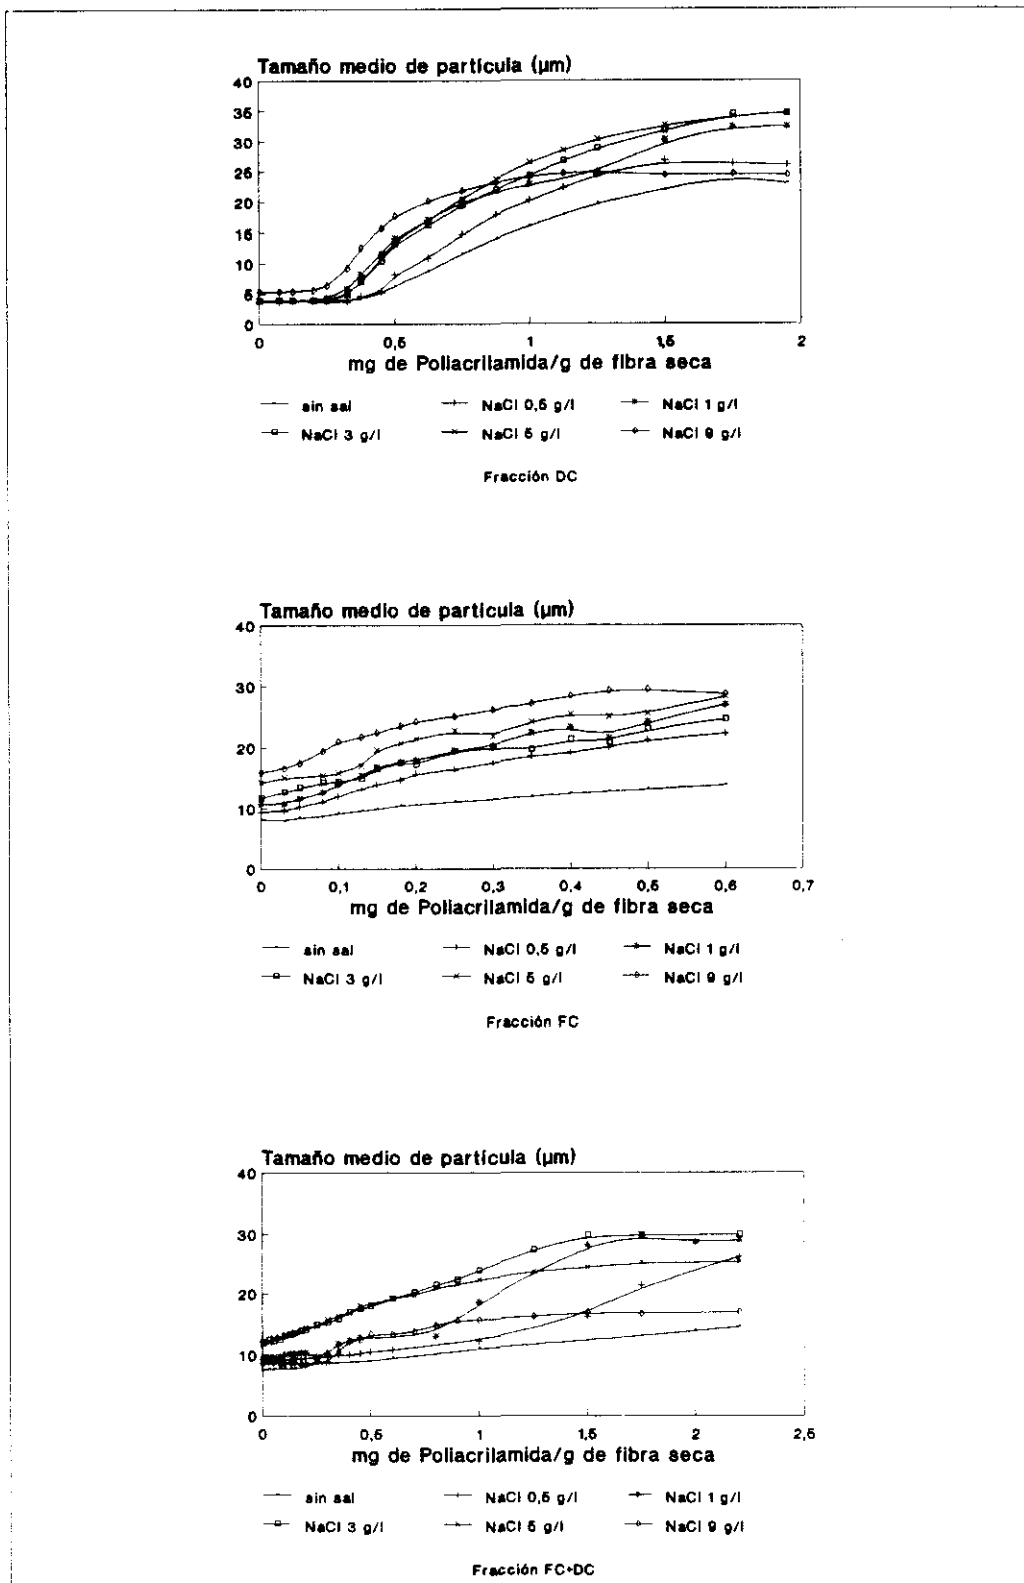 Tamaño medio de partícula (µm)
40
35
30
25
20
15
10
5
0
0 0,5 1 1,5 2
mg de Poliacrilamida/g de fibra seca
sin sal NaCl 0,5 g/l NaCl 1 g/l
NaCl 3 g/l NaCl 5 g/l NaCl 9 g/l
Fracción DC
Tamaño medio de partícula (µm)
40
30
20
10
0
0 0,1 0,2 0,3 0,4 0,5 0,6 0,7
mg de Poliacrilamida/g de fibra seca
sin sal NaCl 0,5 g/l NaCl 1 g/l
NaCl 3 g/l NaCl 5 g/l NaCl 9 g/l
Fracción FC
Tamaño medio de partícula (µm)
40
30
20
10
0
0 0,5 1 1,5 2 2,5
mg de Poliacrilamida/g de fibra seca
sin sal NaCl 0,5 g/l NaCl 1 g/l
NaCl 3 g/l NaCl 5 g/l NaCl 9 g/l
Fracción FC+DC